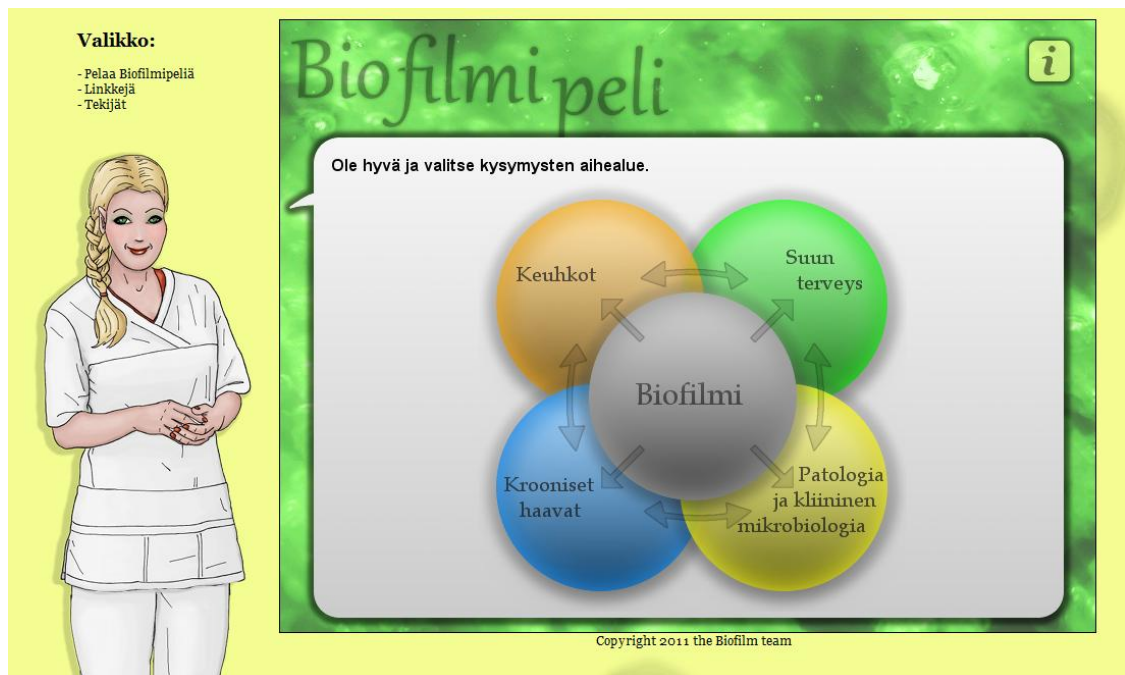 Valikko:
- Pelaa Biofilmipeliä
- Linkkejä
- Tekijät
Biofilmipeli
i
Ole hyvä ja valitse kysymysten aihealue.
Keuhkot
Suun
terveys
Biofilmi
Krooniset
haavat
Patologia
ja kliininen
mikrobiologia
Copyright 2011 the Biofilm team